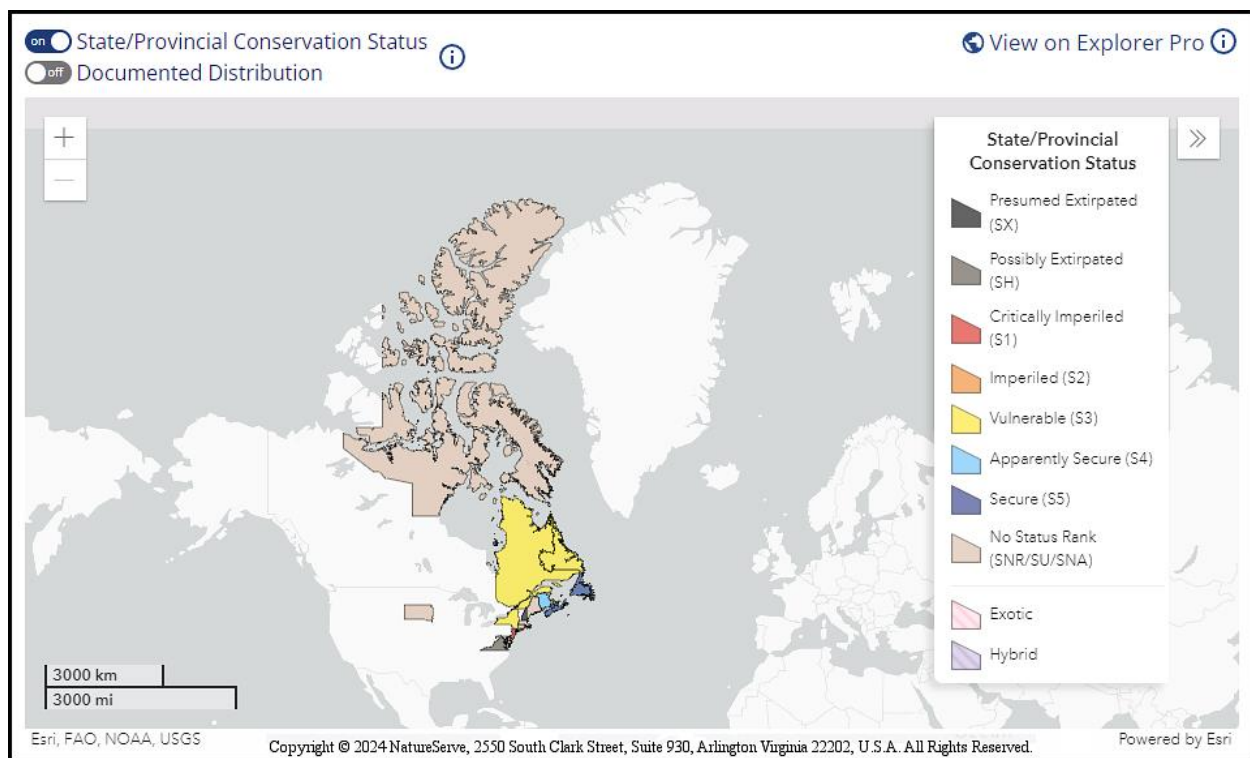 on State/Provincial Conservation Status
off Documented Distribution
View on Explorer Pro
State/Provincial
Conservation Status
Presumed Extirpated
(SX)
Possibly Extirpated
(SH)
Critically Imperiled
(S1)
Imperiled (S2)
Vulnerable (S3)
Apparently Secure (S4)
Secure (S5)
No Status Rank
(SNR/SU/SNA)
Exotic
Hybrid
3000 km
3000 mi
Esri, FAO, NOAA, USGS
Copyright © 2024 NatureServe, 2550 South Clark Street, Suite 930, Arlington Virginia 22202, U.S.A. All Rights Reserved.
Powered by Esri